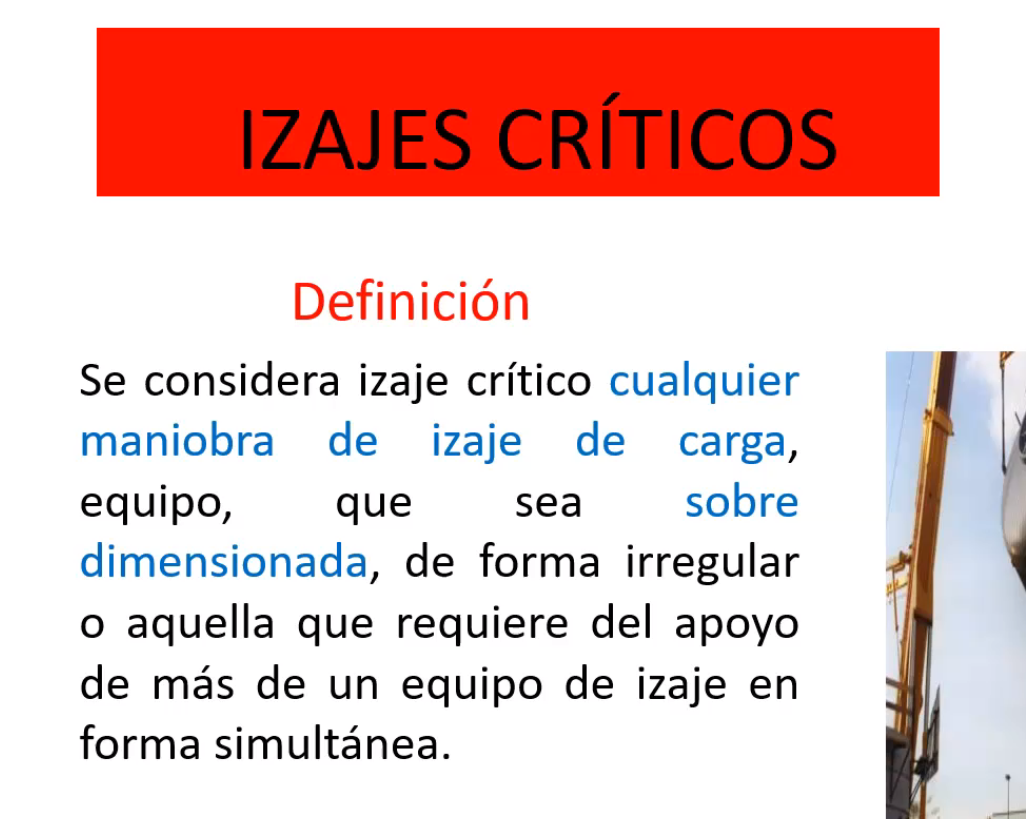 IZAJES CRÍTICOS
Definición
Se considera izaje crítico cualquier
maniobra de izaje de carga,
equipo, que sea sobre
dimensionada, de forma irregular
o aquella que requiere del apoyo
de más de un equipo de izaje en
forma simultánea.